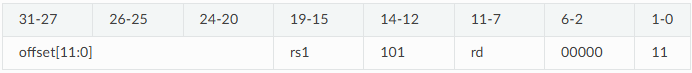 31-27 26-25 24-20 19-15 14-12 11-7 6-2 1-0
offset[11:0] rs1 101 rd 00000 11